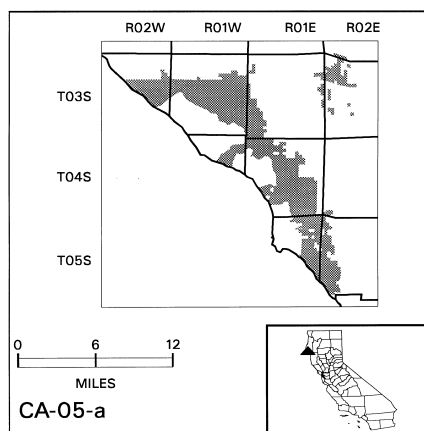 R02W R01W R01E R02E
T03S
T04S
T05S
0 6 12
MILES
CA-05-a